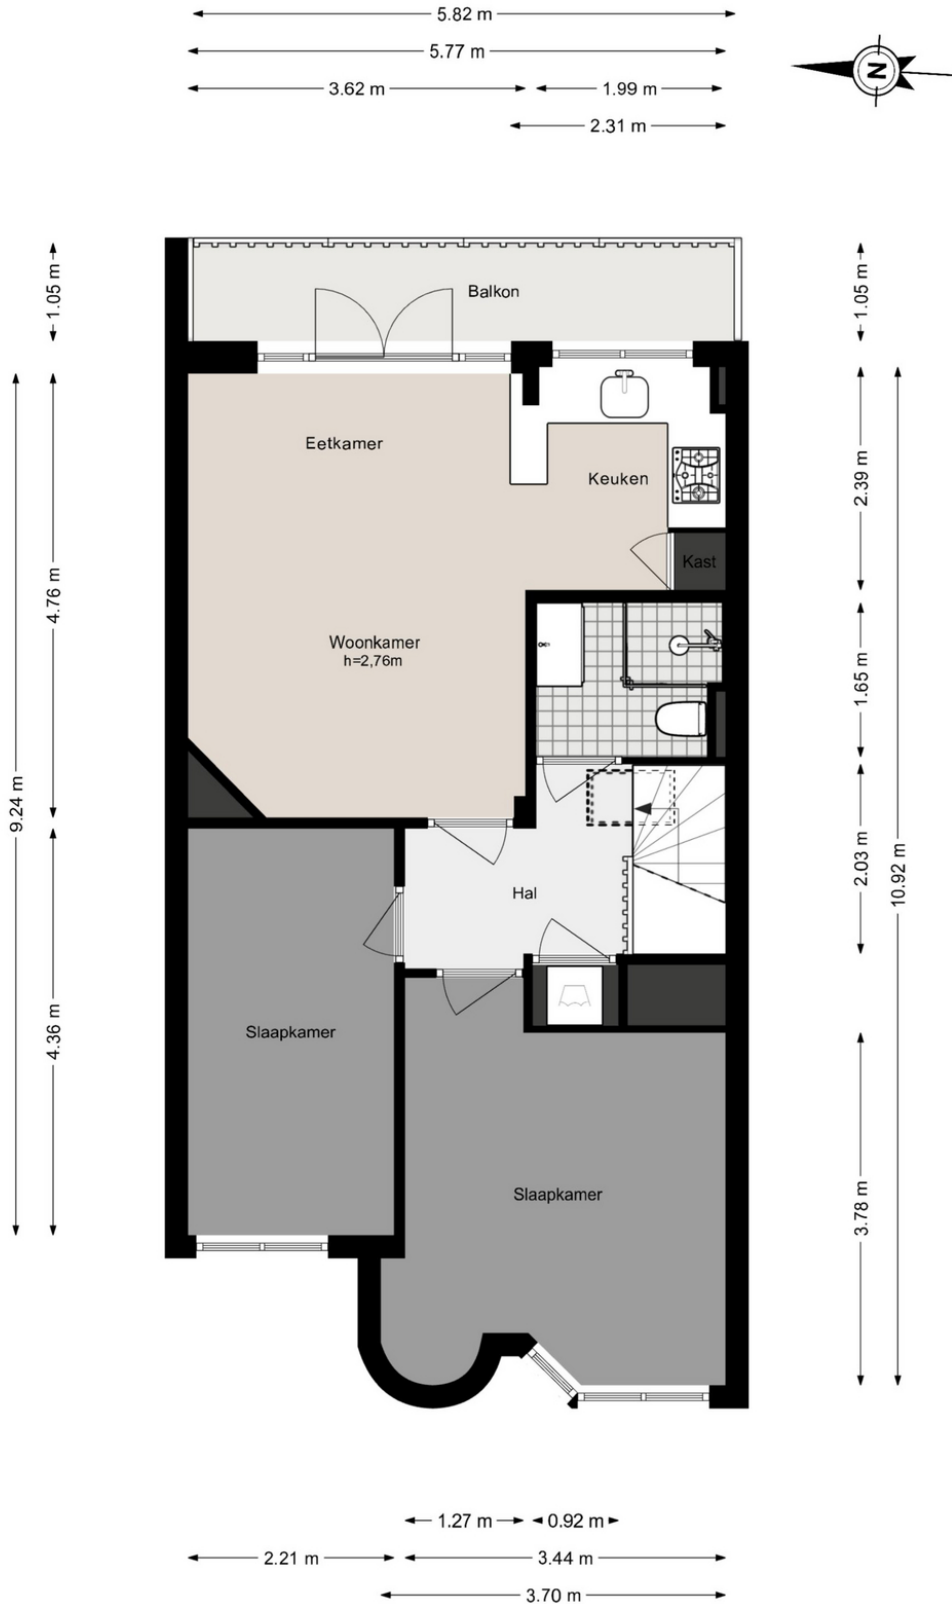 5.82 m
5.77 m
3.62 m
1.99 m
2.31 m
N
1.05 m
1.05 m
Balkon
Eetkamer
Keuken
2.39 m
Kast
4.76 m
Woonkamer
h=2,76m
1.65 m
9.24 m
2.03 m
10.92 m
Hal
4.36 m
Slaapkamer
Slaapkamer
3.78 m
1.27 m
0.92 m
2.21 m
3.44 m
3.70 m